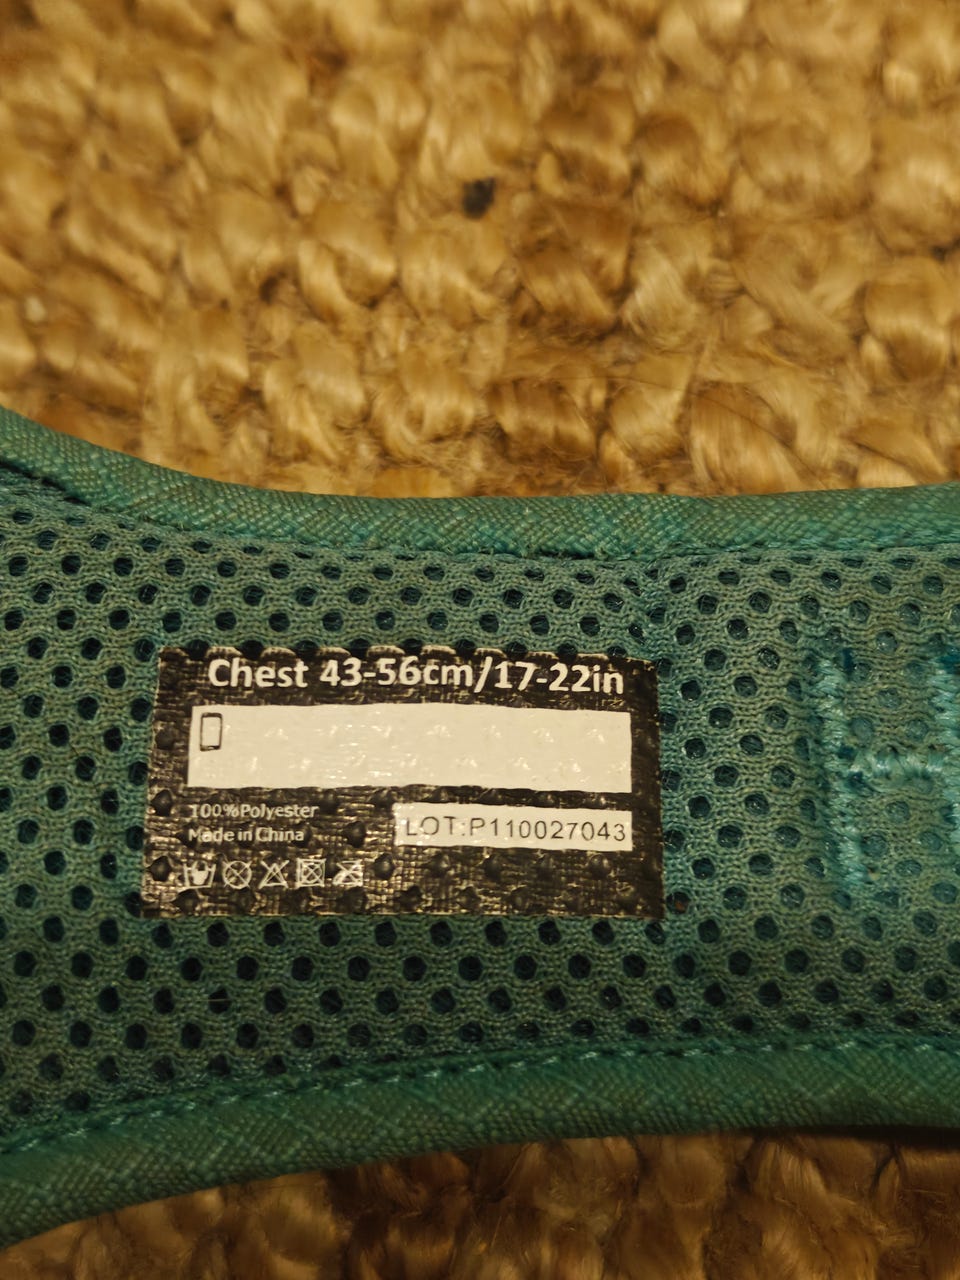 Chest 43-56cm/17-22in
100%Polyester
Made in China
LOT:P110027043